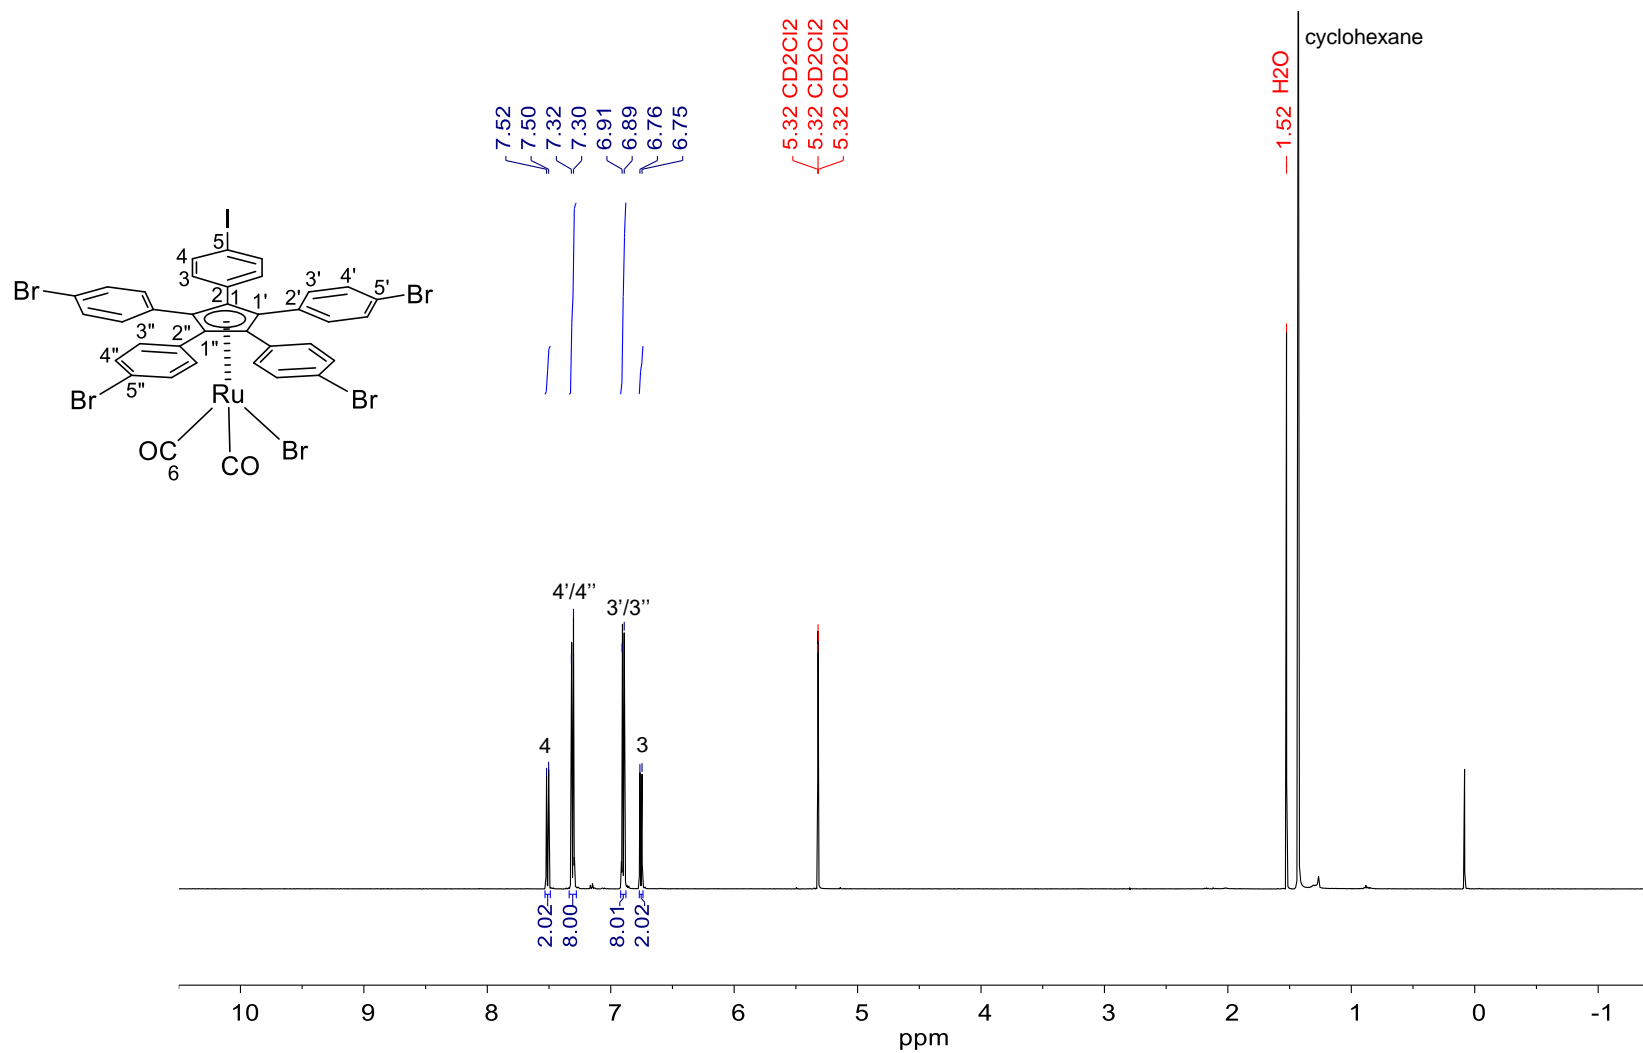 cyclohexane
7.52
7.50
7.32
7.30
6.91
6.89
6.76
6.75
5.32 CD2Cl2
5.32 CD2Cl2
5.32 CD2Cl2
1.52 H2O
I
5
4
3
2
1
Br
3'
4'
5'
Br
1'
2'
3"
2"
4"
1"
5"
Br
Br
Ru
OC
6
CO
Br
4'/4''
3'/3''
4
3
2.02
8.00
8.01
2.02
10 9 8 7 6 5 4 3 2 1 0 -1
ppm